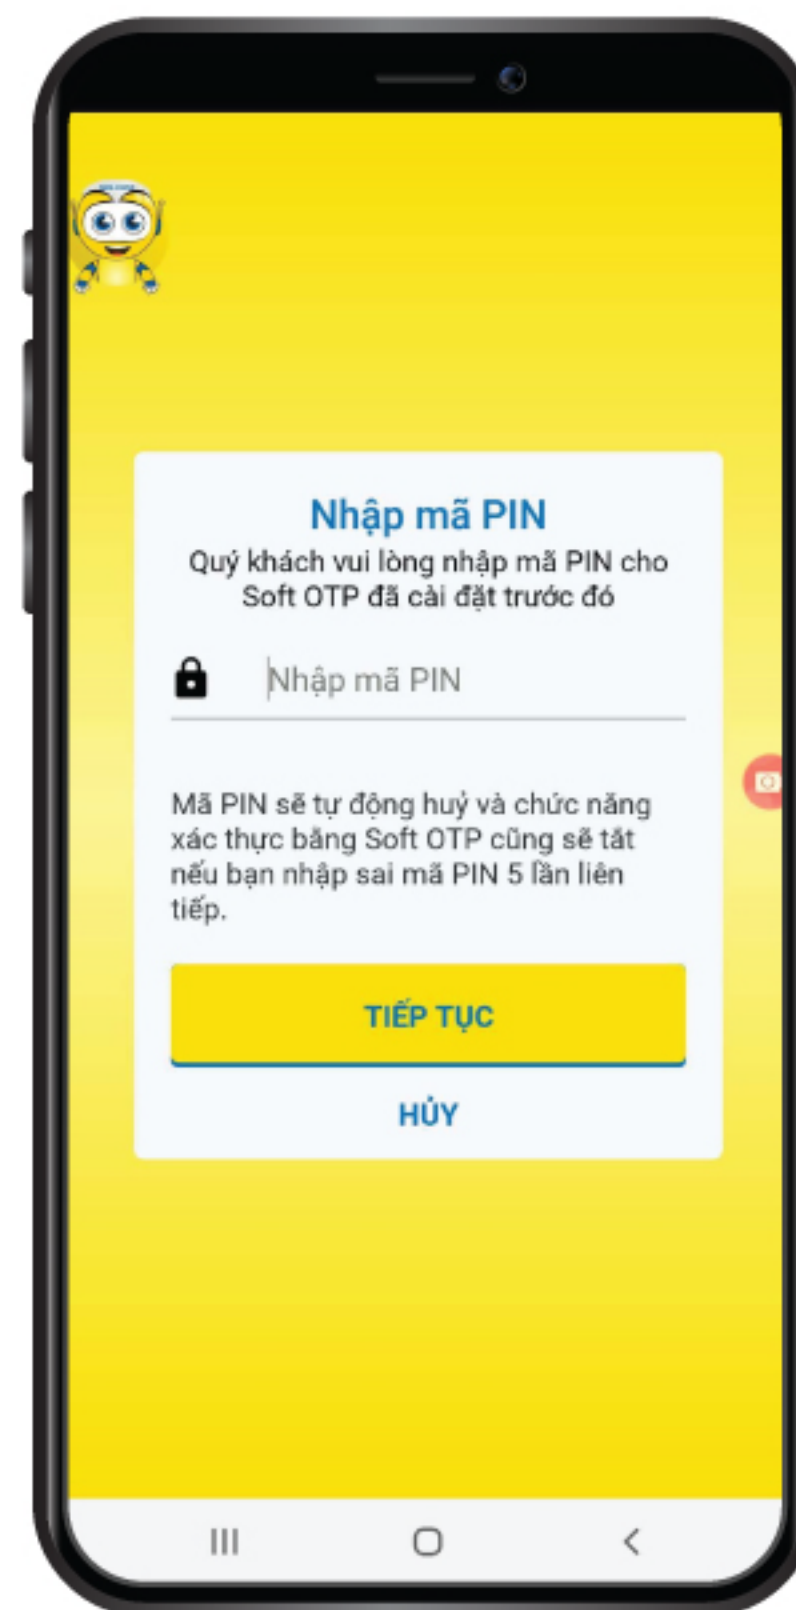 Nhập mã PIN
Quý khách vui lòng nhập mã PIN cho
Soft OTP đã cài đặt trước đó
Nhập mã PIN
Mã PIN sẽ tự động huỷ và chức năng
xác thực bằng Soft OTP cũng sẽ tắt
nếu bạn nhập sai mã PIN 5 lần liên
tiếp.
TIẾP TỤC
HỦY